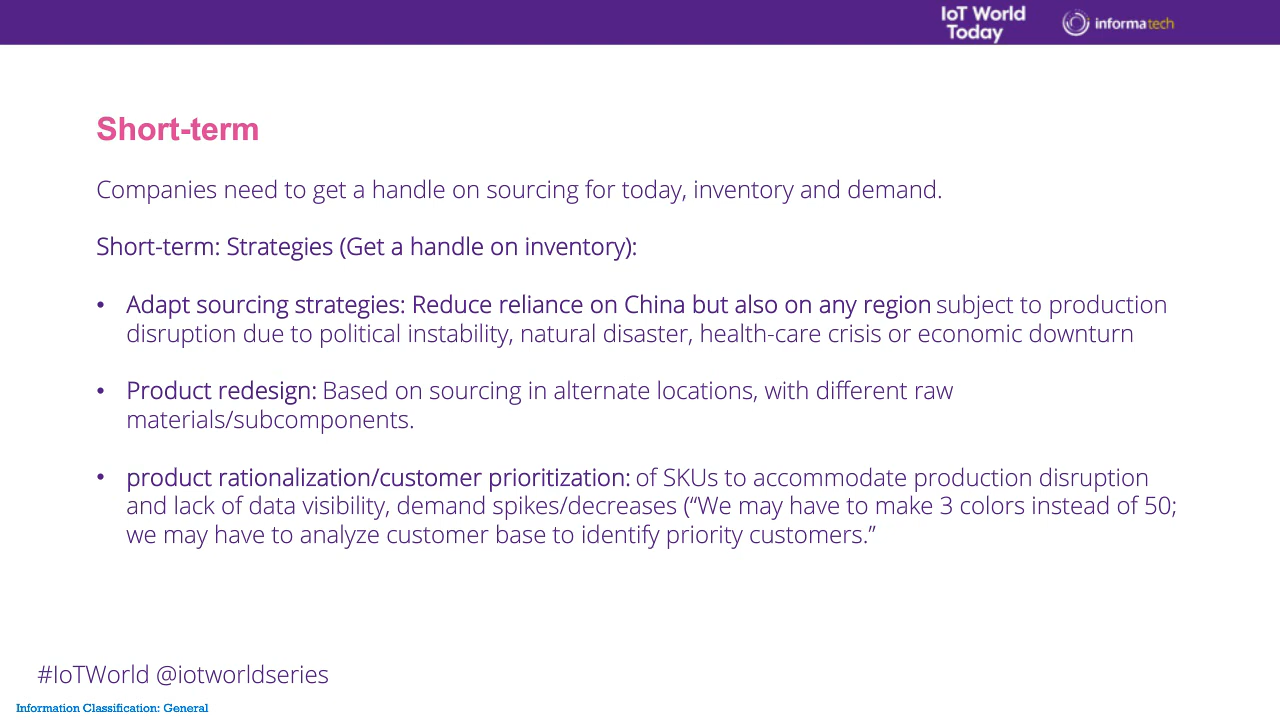 IoT World
Today
informa tech
Short-term
Companies need to get a handle on sourcing for today, inventory and demand.
Short-term: Strategies (Get a handle on inventory):
• Adapt sourcing strategies: Reduce reliance on China but also on any region subject to production
disruption due to political instability, natural disaster, health-care crisis or economic downturn
• Product redesign: Based on sourcing in alternate locations, with different raw
materials/subcomponents.
• product rationalization/customer prioritization: of SKUs to accommodate production disruption
and lack of data visibility, demand spikes/decreases (“We may have to make 3 colors instead of 50;
we may have to analyze customer base to identify priority customers.”
#IoTWorld @iotworldseries
Information Classification: General